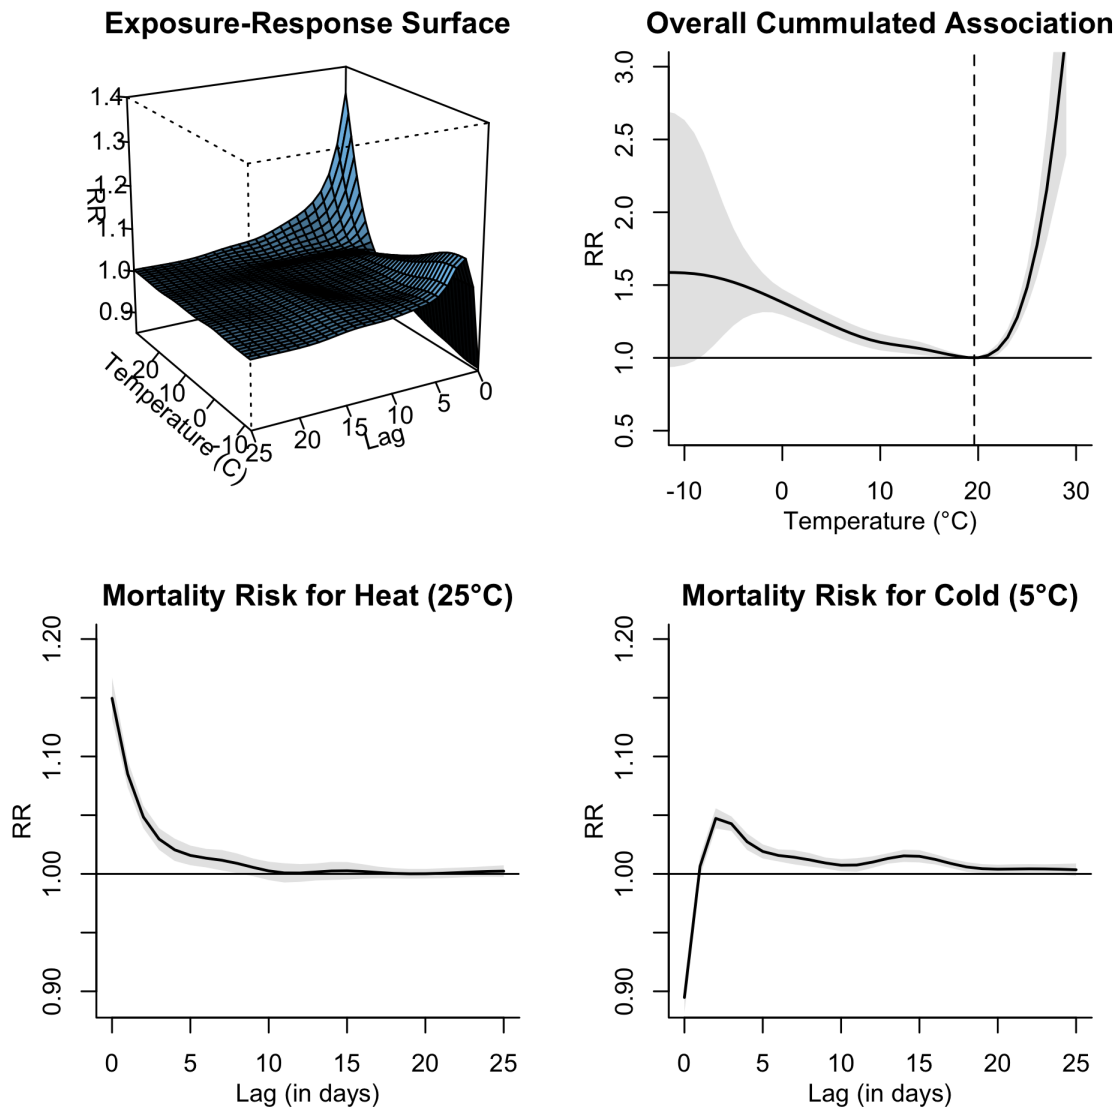 Exposure-Response Surface
1.4
1.3
1.2
1.1
1.0
0.9
RR
20
10
0
-10
Temperature (C)
25
20
15
10
5
0
Lag
Overall Cummulated Association
3.0
2.5
2.0
1.5
1.0
0.5
RR
-10 0 10 20 30
Temperature (°C)
Mortality Risk for Heat (25°C)
1.20
1.10
1.00
0.90
RR
0 5 10 15 20 25
Lag (in days)
Mortality Risk for Cold (5°C)
1.20
1.10
1.00
0.90
RR
0 5 10 15 20 25
Lag (in days)